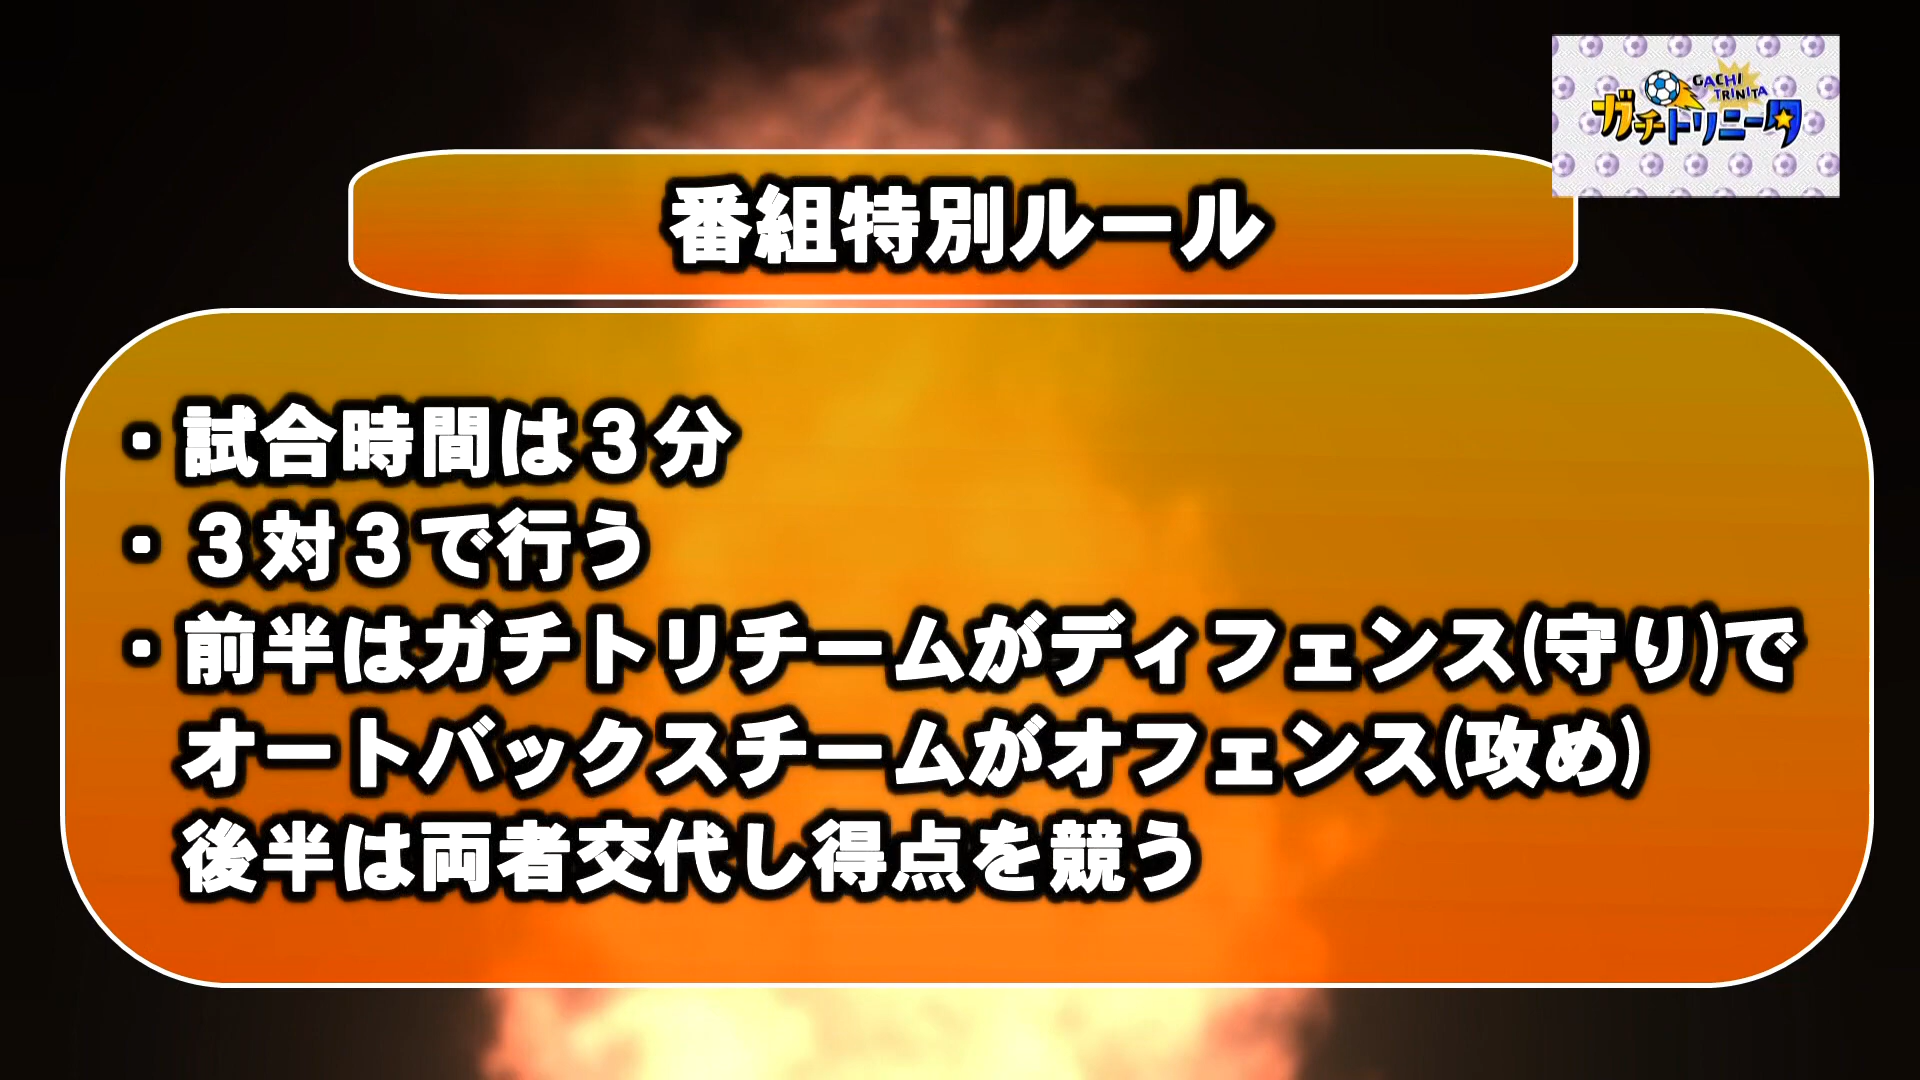 GACHI
TRINITA
ガチトリニータ
番組特別ルール
・試合時間は３分
・３対３で行う
・前半はガチトリチームがディフェンス(守り)で
オートバックスチームがオフェンス(攻め)
後半は両者交代し得点を競う